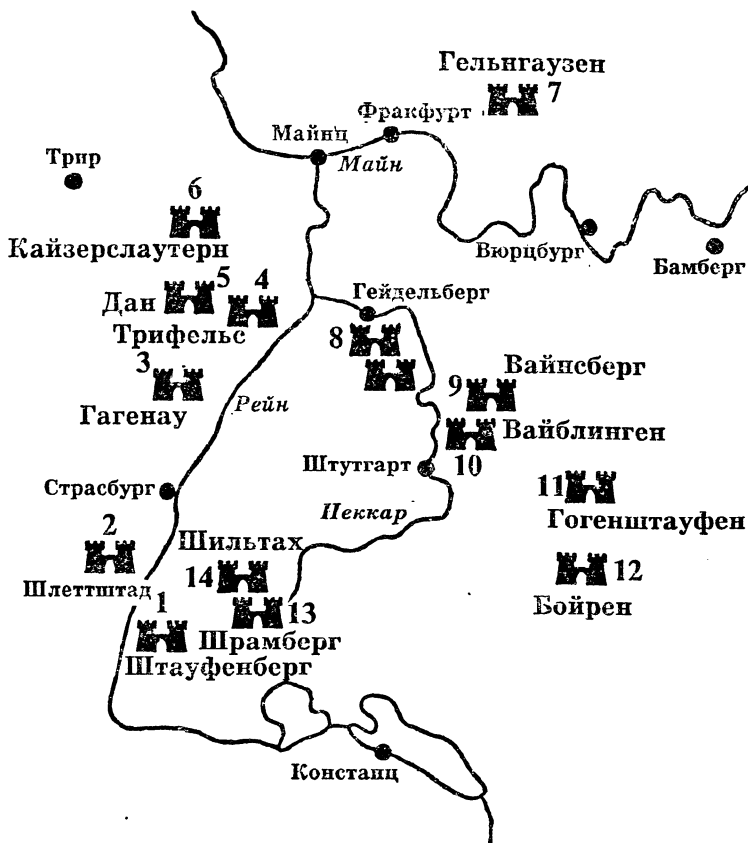 Гельнгаузен
7
Фракфурт
Майнц
Майн
Трир
6
Кайзерслаутерн
Вюрцбург
Бамберг
Дан
5
4
Трифельс
Гейдельберг
8
3
Гагенау
Рейн
9
Вайнсберг
Вайблинген
10
Штутгарт
Страсбург
11
Гогенштауфен
Неккар
2
Шлеттштад
Шильтах
14
12
Бойрен
1
13
Шрамберг
Штауфенберг
Констанц